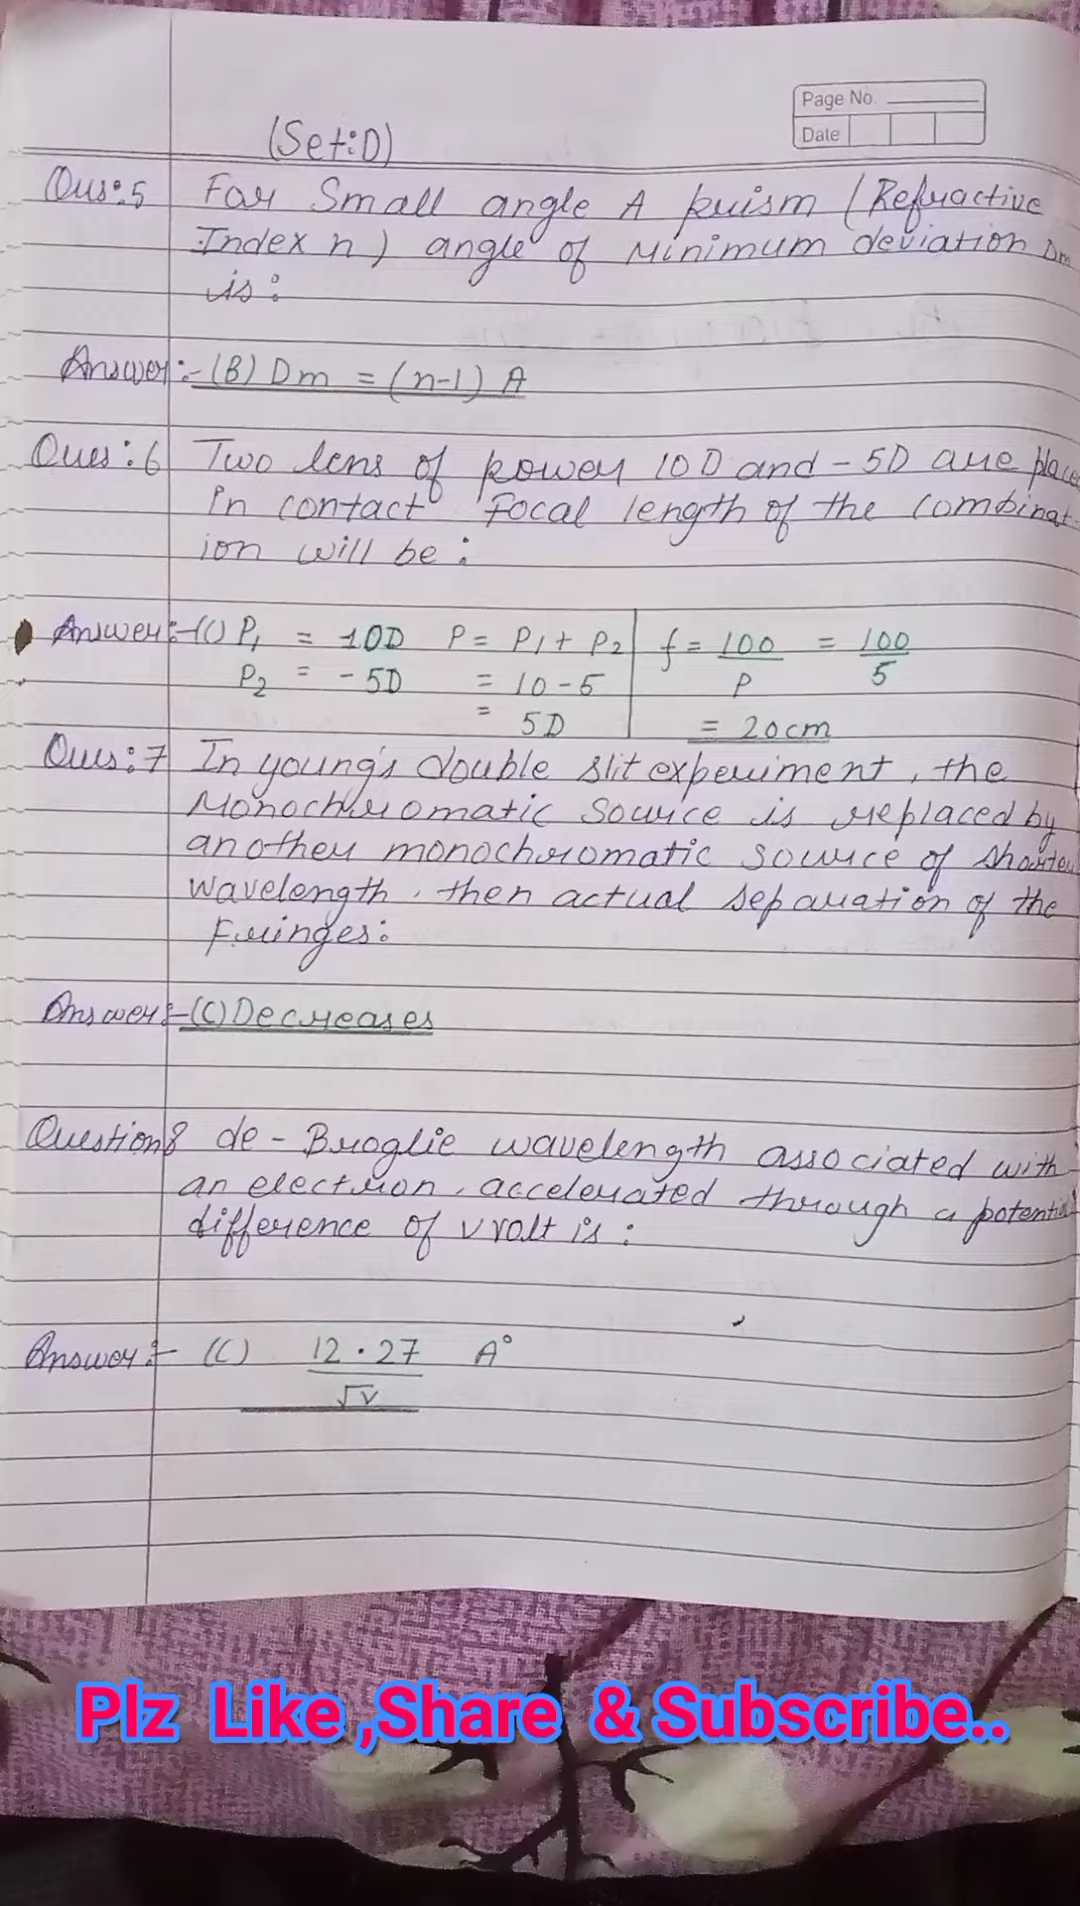 Page No.
Date
(Set:D)
Ques:5 For Small angle A prism (Refractive
Index n) angle of Minimum deviation Dm
is:
Answer:- (B) Dm = (n-1) A
Ques:6 Two lens of power 10D and -5D are place
in contact Focal length of the combinat
ion will be:
Answer:- (C) P1 = 10D P = P1 + P2 f = 100/P = 100/5
P2 = -5D = 10-5
= 5D = 20cm
Ques:7 In young's double slit experiment, the
Monochromatic Source is replaced by
another monochromatic source of shorter
wavelength, then actual separation of the
Fringes:
Answer:- (C) Decreases
Question8 de-Broglie wavelength associated with
an electron, accelerated through a potential
difference of v volt is:
Answer:- (C) 12.27/√V A°
Plz Like ,Share & Subscribe..